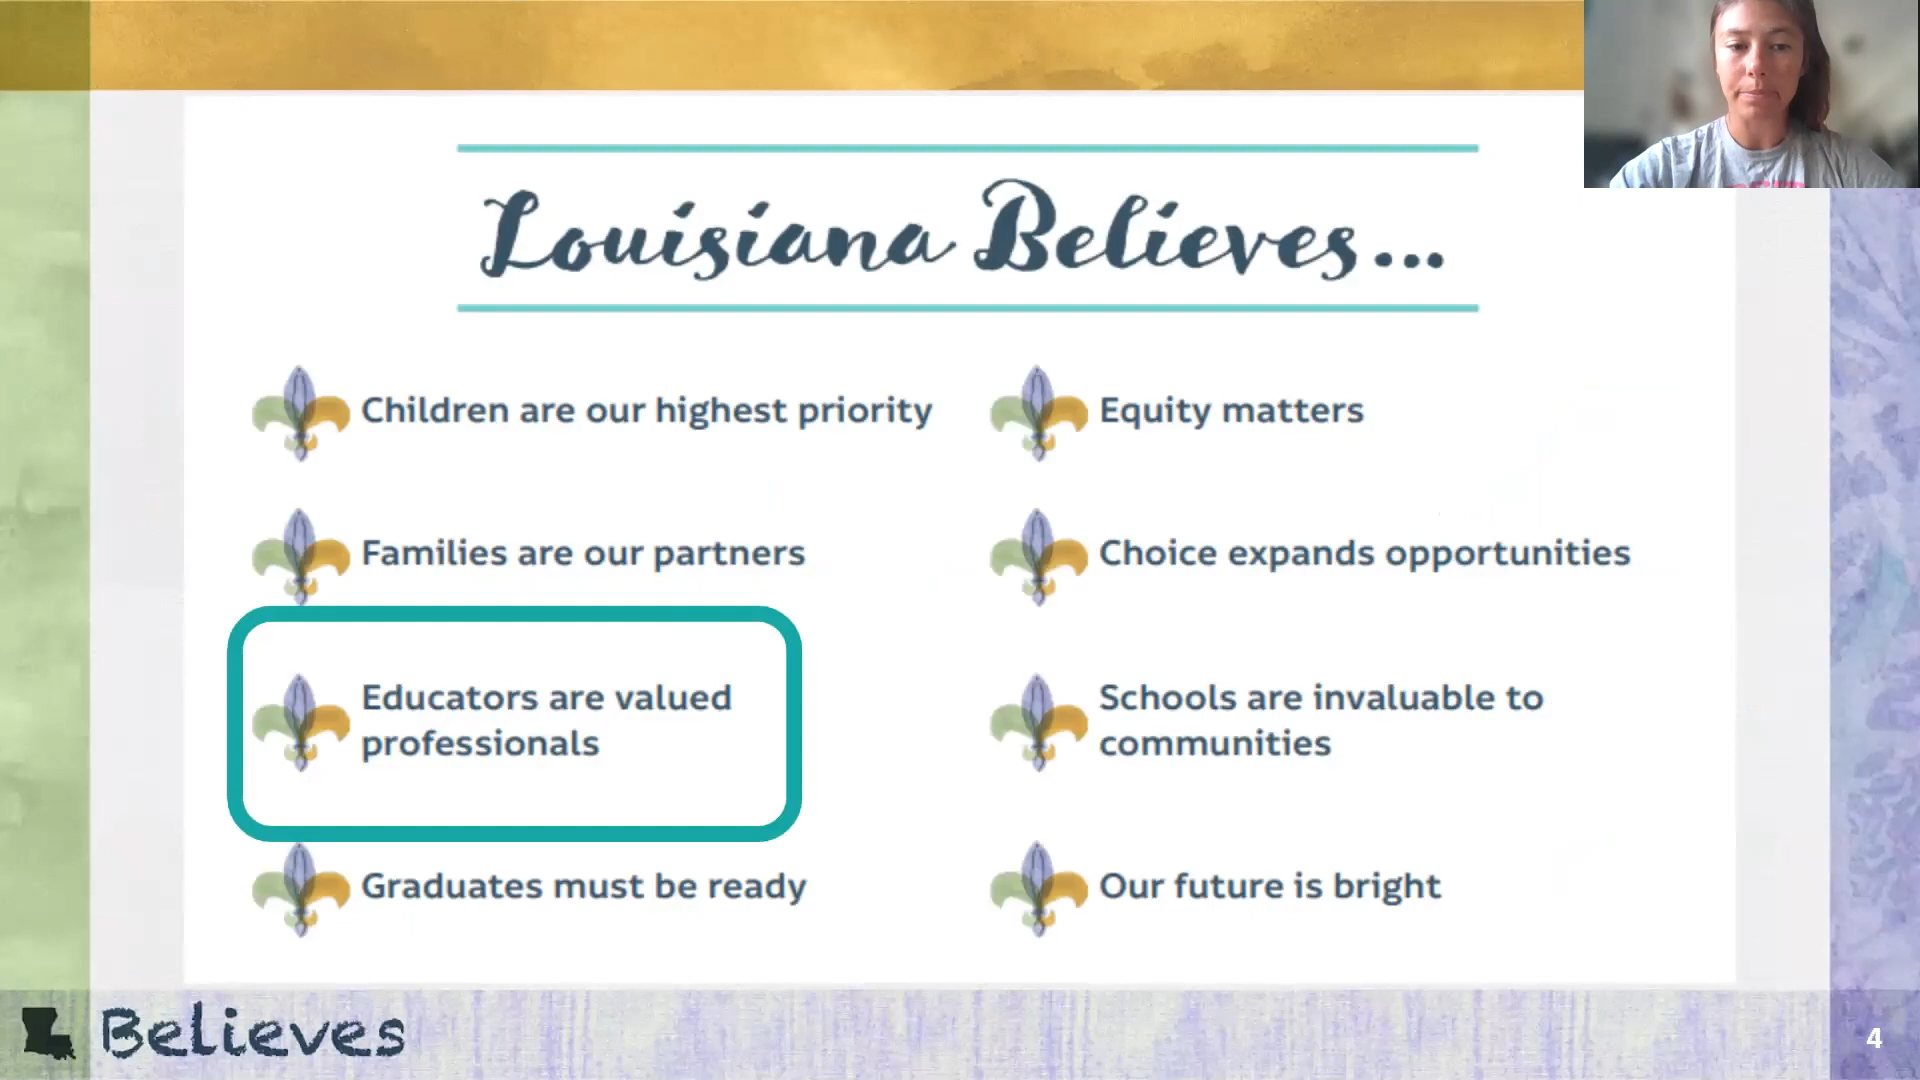 Louisiana Believes...
Children are our highest priority
Families are our partners
Educators are valued
professionals
Graduates must be ready
Equity matters
Choice expands opportunities
Schools are invaluable to
communities
Our future is bright
Believes
4